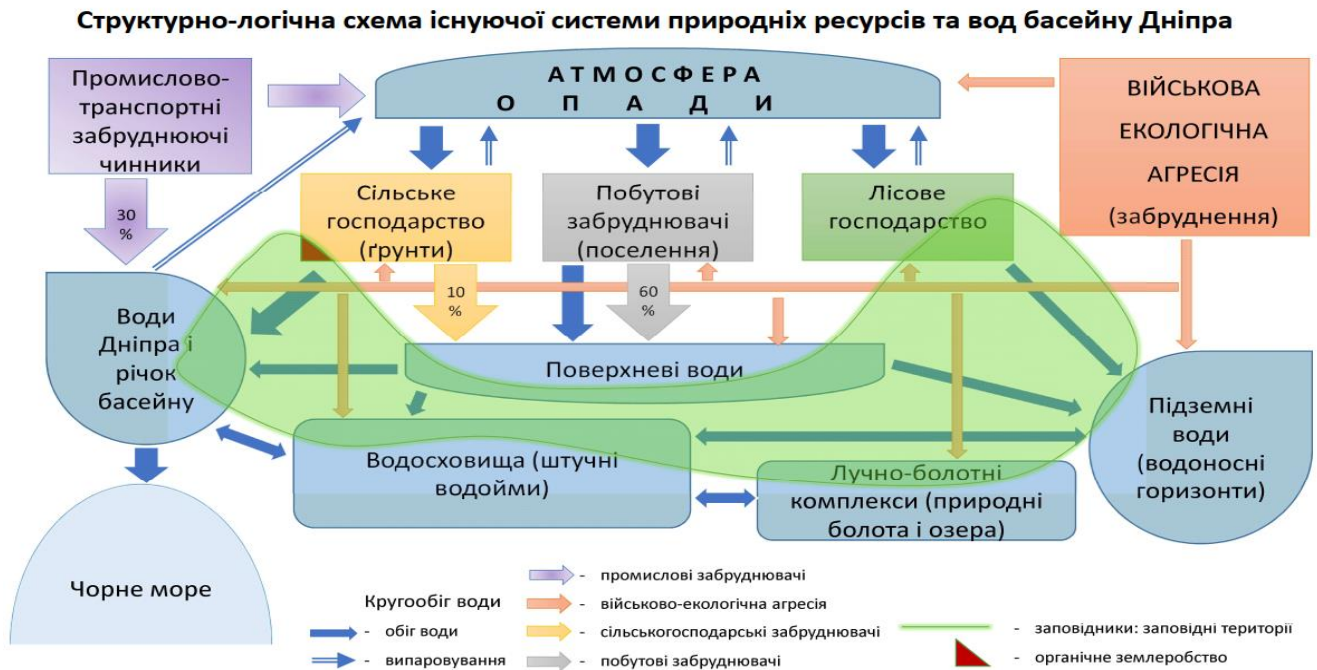 Структурно-логічна схема існуючої системи природніх ресурсів та вод басейну Дніпра
Промислово-
транспортні
забруднюючі
чинники
АТМОСФЕРА
О П А Д И
ВІЙСЬКОВА
ЕКОЛОГІЧНА
АГРЕСІЯ
(забруднення)
Сільське
господарство
(ґрунти)
Побутові
забруднювачі
(поселення)
Лісове
господарство
30
%
10
%
60
%
Води
Дніпра і
річок
басейну
Поверхневі води
Підземні
води
(водоносні
горизонти)
Водосховища (штучні
водойми)
Лучно-болотні
комплекси (природні
болота і озера)
Чорне море
Кругообіг води
- обіг води
- випаровування
- промислові забруднювачі
- військово-екологічна агресія
- сільськогосподарські забруднювачі
- побутові забруднювачі
- заповідники: заповідні території
- органічне землеробство